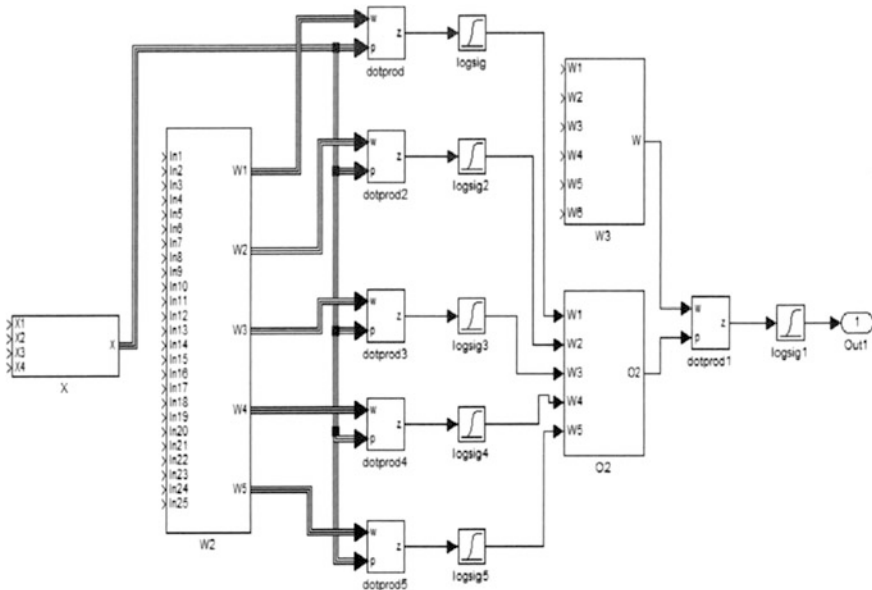 X1
X2
X3
X4
X
X
In1
In2
In3
In4
In5
In6
In7
In8
In9
In10
In11
In12
In13
In14
In15
In16
In17
In18
In19
In20
In21
In22
In23
In24
In25
W1
W2
W3
W4
W5
W2
w
p
z
dotprod
logsig
w
p
z
dotprod2
logsig2
w
p
z
dotprod3
logsig3
w
p
z
dotprod4
logsig4
w
p
z
dotprod5
logsig5
W1
W2
W3
W4
W5
W6
W
W3
W1
W2
W3
W4
W5
O2
O2
w
p
z
dotprod1
logsig1
1
Out1